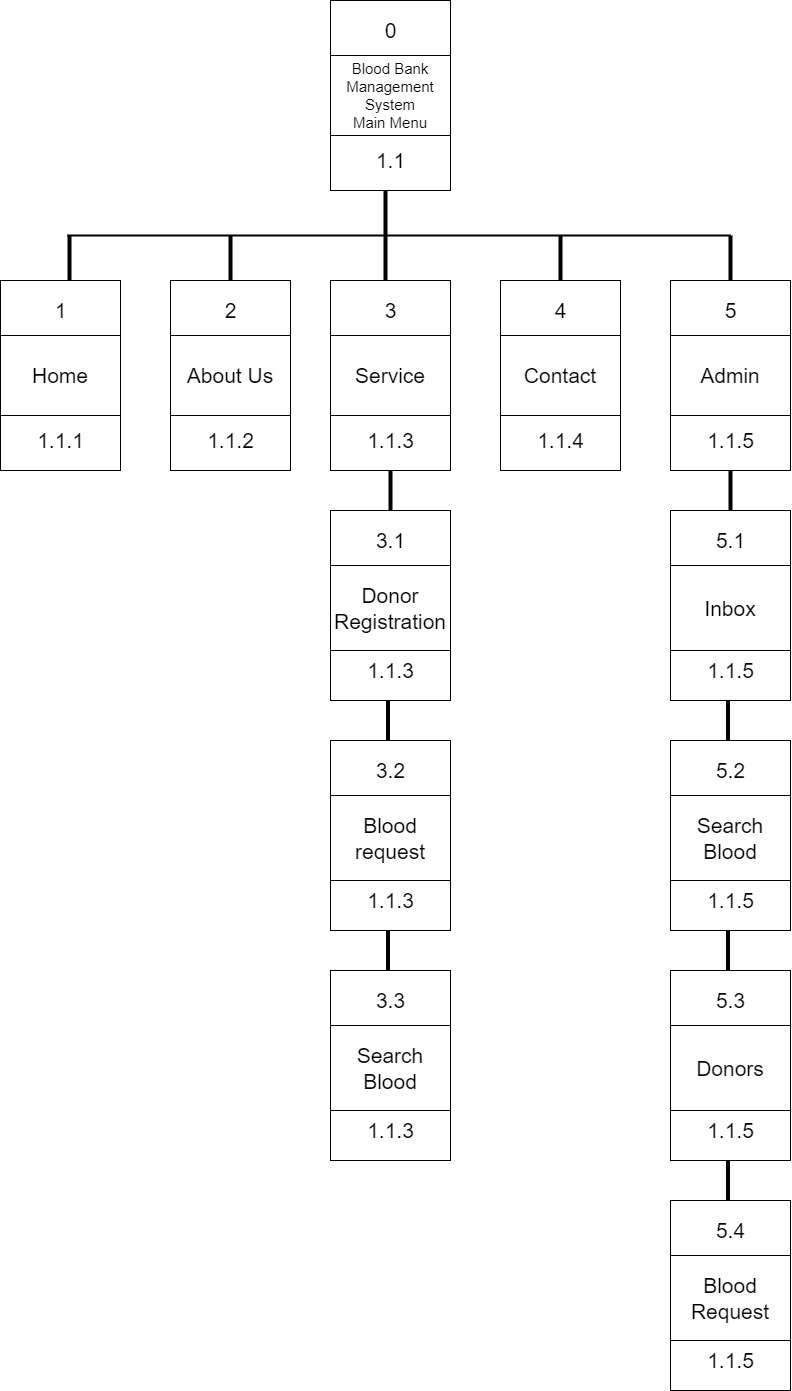 0
Blood Bank
Management
System
Main Menu
1.1
1
Home
1.1.1
2
About Us
1.1.2
3
Service
1.1.3
4
Contact
1.1.4
5
Admin
1.1.5
3.1
Donor
Registration
1.1.3
3.2
Blood
request
1.1.3
3.3
Search
Blood
1.1.3
5.1
Inbox
1.1.5
5.2
Search
Blood
1.1.5
5.3
Donors
1.1.5
5.4
Blood
Request
1.1.5